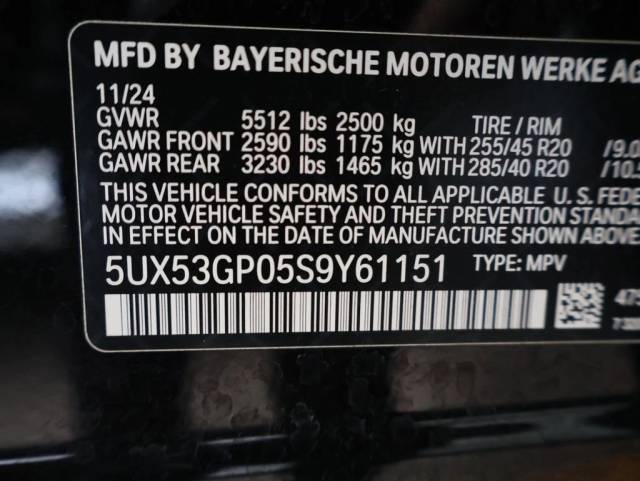 MFD BY BAYERISCHE MOTOREN WERKE AG
11/24
GVWR 5512 lbs 2500 kg TIRE / RIM
GAWR FRONT 2590 lbs 1175 kg WITH 255/45 R20 /9.0
GAWR REAR 3230 lbs 1465 kg WITH 285/40 R20 /10.
THIS VEHICLE CONFORMS TO ALL APPLICABLE U. S. FEDE
MOTOR VEHICLE SAFETY AND THEFT PREVENTION STANDA
IN EFFECT ON THE DATE OF MANUFACTURE SHOWN ABOVE
5UX53GP05S9Y61151 TYPE: MPV